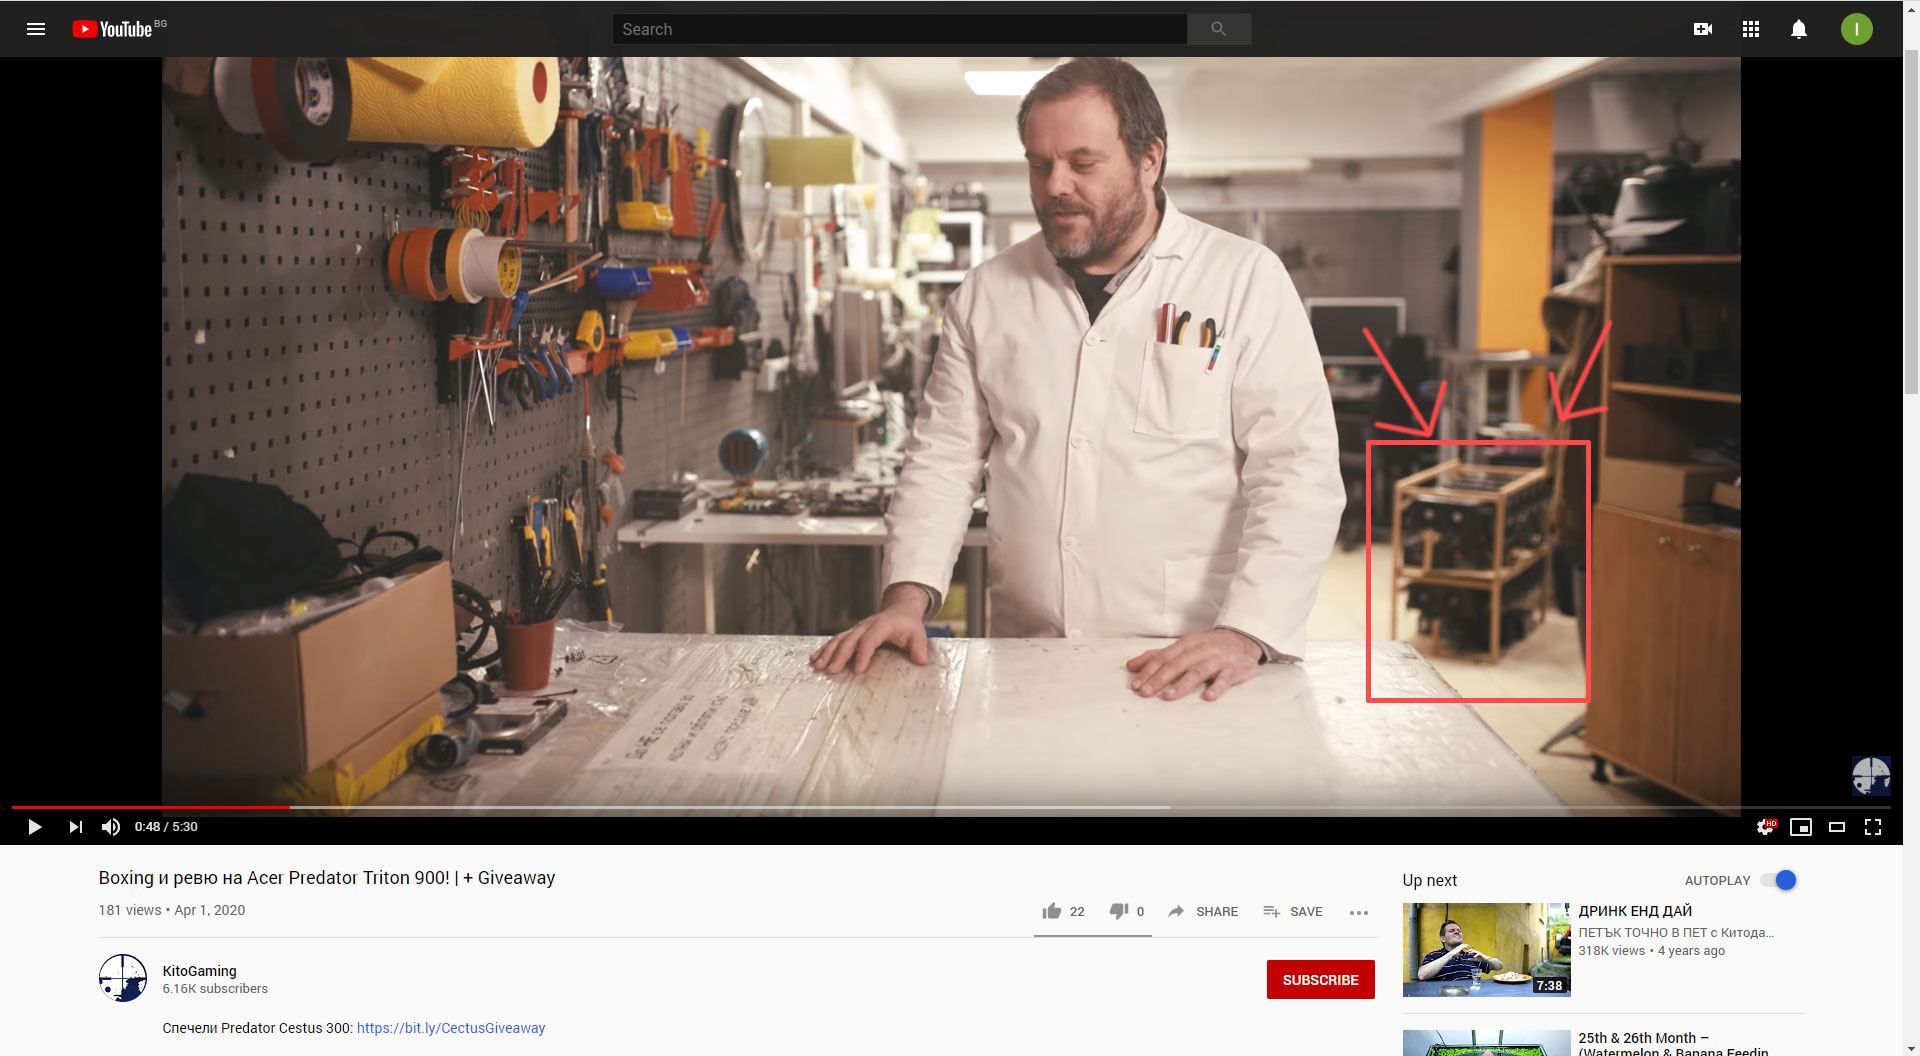 YouTube BG
Search
I
0:48 / 5:30
HD
Boxing и ревю на Acer Predator Triton 900! | + Giveaway
181 views • Apr 1, 2020
22
0
SHARE
SAVE
KitoGaming
6.16K subscribers
SUBSCRIBE
Спечели Predator Cestus 300: https://bit.ly/CectusGiveaway
Up next
AUTOPLAY
7:38
ДРИНК ЕНД ДАЙ
ПЕТЪК ТОЧНО В ПЕТ с Китода...
318K views • 4 years ago
25th & 26th Month –
(Watermelon & Banana Feedin